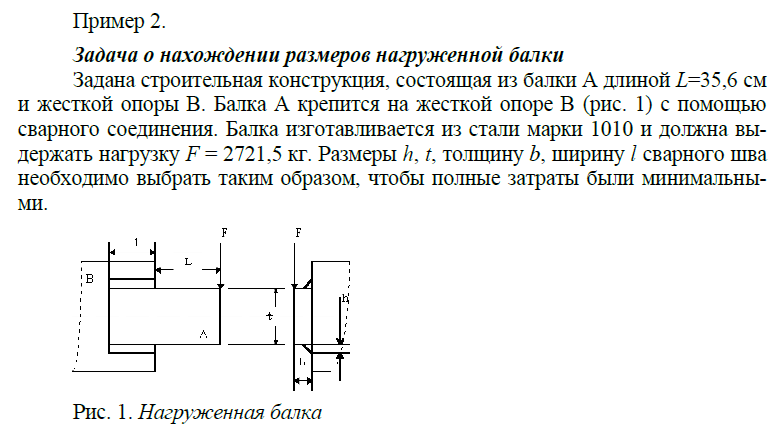 Пример 2.
Задача о нахождении размеров нагруженной балки
Задана строительная конструкция, состоящая из балки А длиной L=35,6 см
и жесткой опоры В. Балка А крепится на жесткой опоре В (рис. 1) с помощью
сварного соединения. Балка изготавливается из стали марки 1010 и должна вы-
держать нагрузку F = 2721,5 кг. Размеры h, t, толщину b, ширину l сварного шва
необходимо выбрать таким образом, чтобы полные затраты были минимальны-
ми.
F F
l
L
B
h
t
A
Рис. 1. Нагруженная балка